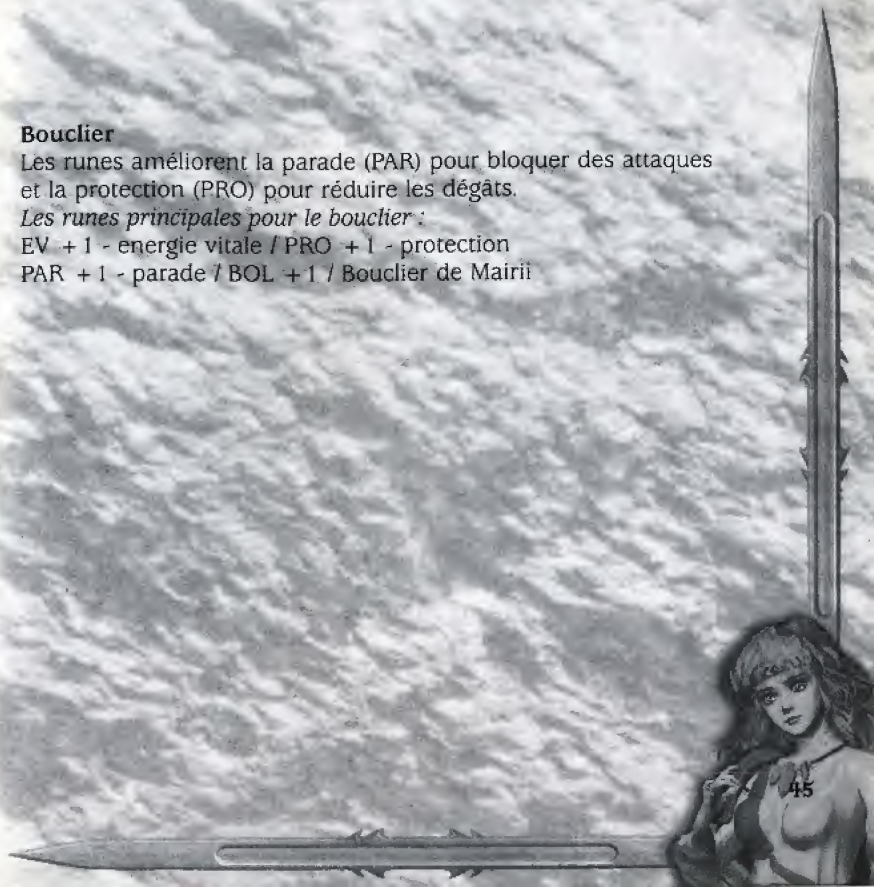 Bouclier
Les runes améliorent la parade (PAR) pour bloquer des attaques
et la protection (PRO) pour réduire les dégâts.
Les runes principales pour le bouclier :
EV + 1 - energie vitale / PRO + 1 - protection
PAR + 1 - parade / BOL + 1 / Bouclier de Mairii
45